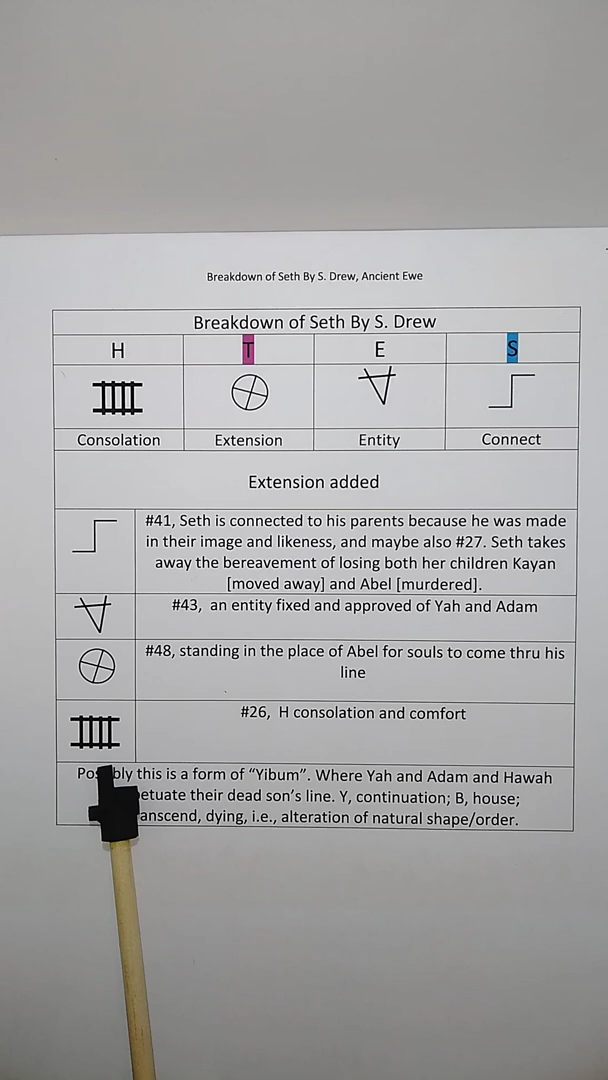 Breakdown of Seth By S. Drew, Ancient Ewe
Breakdown of Seth By S. Drew
H T E S
Consolation Extension Entity Connect
Extension added
#41, Seth is connected to his parents because he was made
in their image and likeness, and maybe also #27. Seth takes
away the bereavement of losing both her children Kayan
[moved away] and Abel [murdered].
#43, an entity fixed and approved of Yah and Adam
#48, standing in the place of Abel for souls to come thru his
line
#26, H consolation and comfort
this is a form of “Yibum”. Where Yah and Adam and Hawah
their dead son’s line. Y, continuation; B, house;
dying, i.e., alteration of natural shape/order.